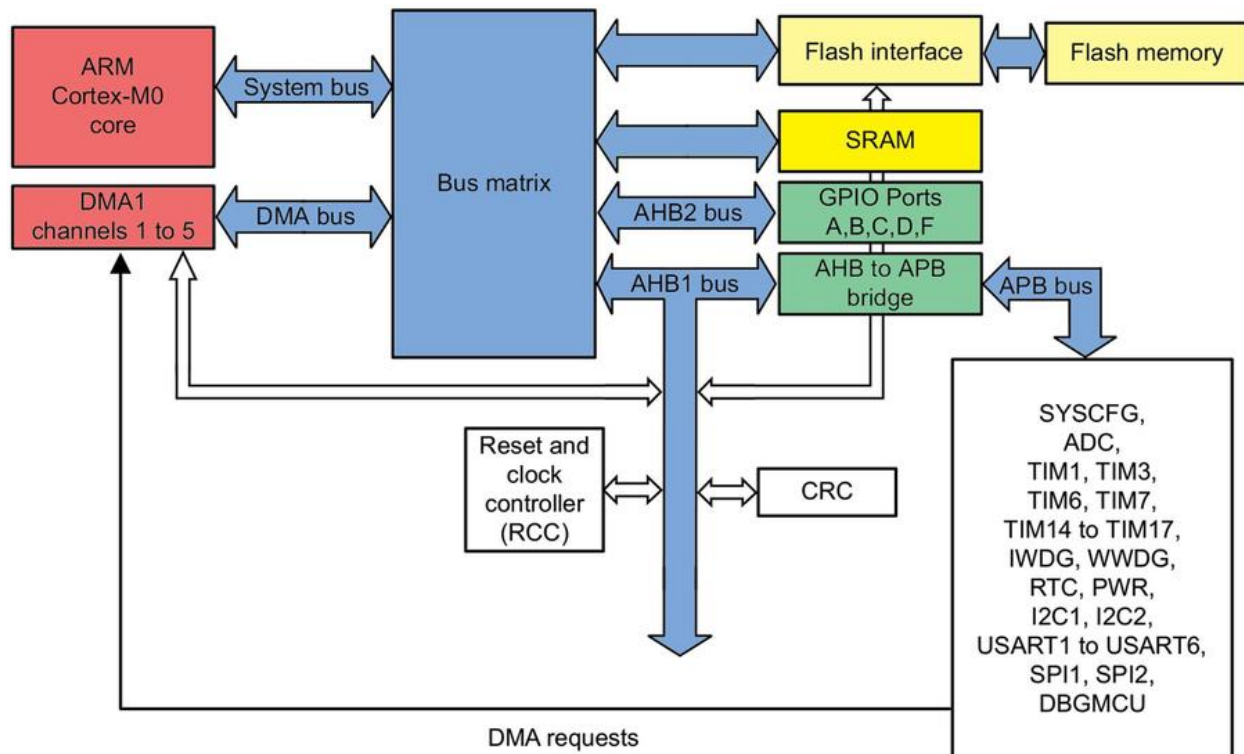 ARM
Cortex-M0
core
System bus
Bus matrix
Flash interface
Flash memory
SRAM
DMA1
channels 1 to 5
DMA bus
AHB2 bus
GPIO Ports
A,B,C,D,F
AHB1 bus
AHB to APB
bridge
APB bus
Reset and
clock
controller
(RCC)
CRC
SYSCFG,
ADC,
TIM1, TIM3,
TIM6, TIM7,
TIM14 to TIM17,
IWDG, WWDG,
RTC, PWR,
I2C1, I2C2,
USART1 to USART6,
SPI1, SPI2,
DBGMCU
DMA requests